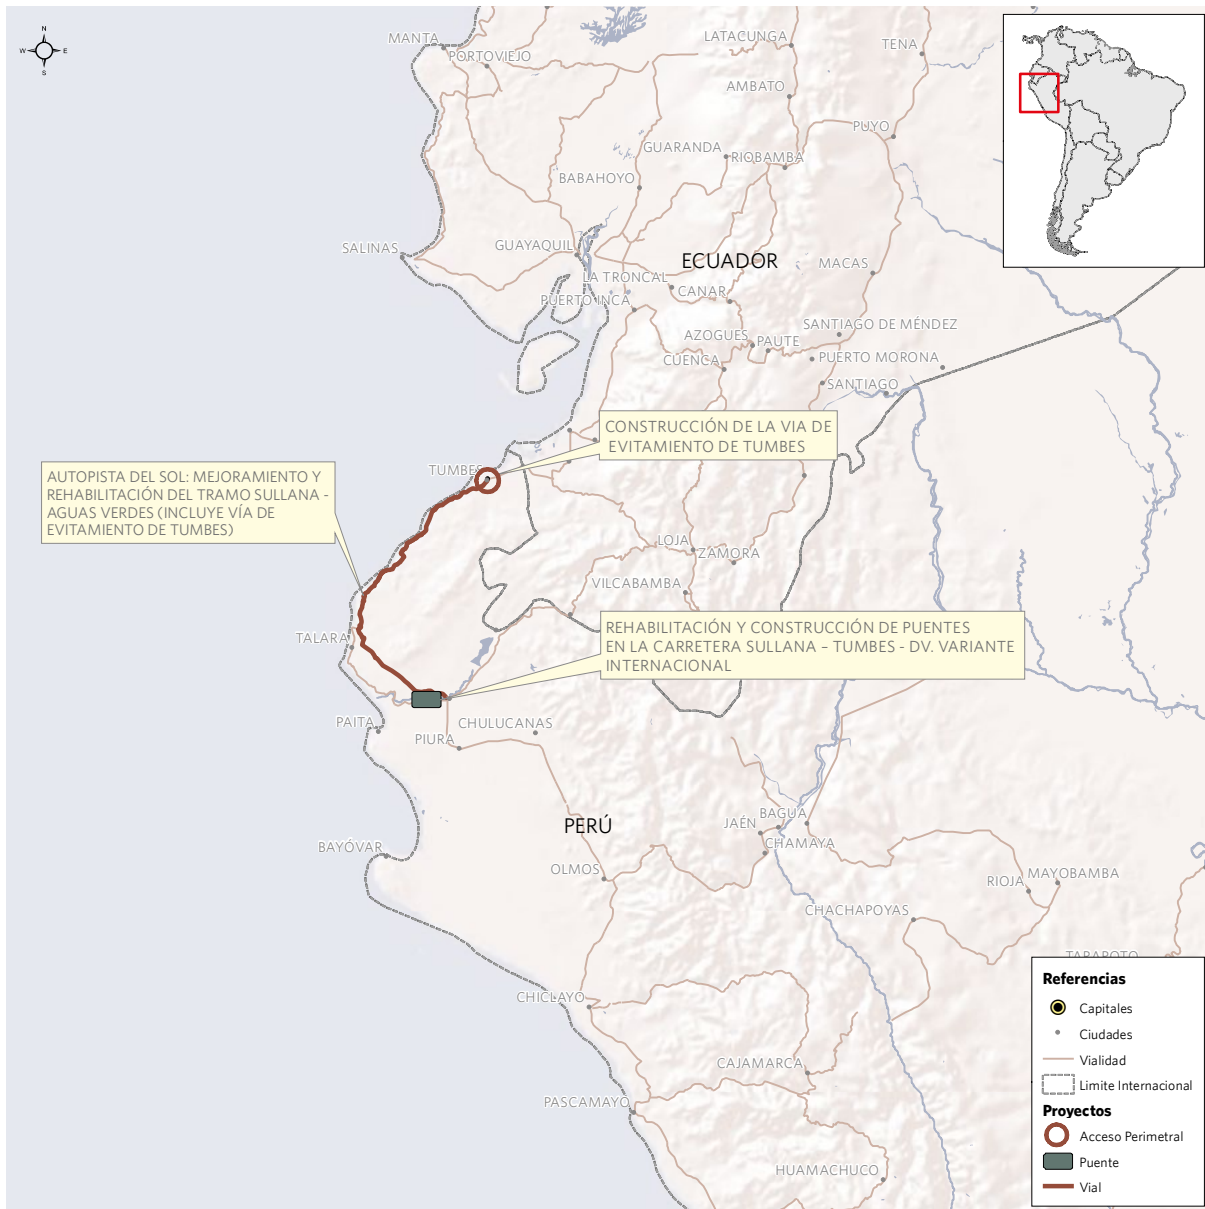 N
W
E
S
MANTA
PORTOVIEJO
LATACUNGA
TENA
AMBATO
PUYO
GUARANDA
RIOBAMBA
BABAHOYO
SALINAS
GUAYAQUIL
ECUADOR
MACAS
LA TRONCAL
CANAR
PUERTO INCA
SANTIAGO DE MÉNDEZ
AZOGUES
PAUTE
CUENCA
PUERTO MORONA
SANTIAGO
CONSTRUCCIÓN DE LA VIA DE
EVITAMIENTO DE TUMBES
TUMBES
AUTOPISTA DEL SOL: MEJORAMIENTO Y
REHABILITACIÓN DEL TRAMO SULLANA -
AGUAS VERDES (INCLUYE VÍA DE
EVITAMIENTO DE TUMBES)
LOJA
ZAMORA
VILCABAMBA
TALARA
REHABILITACIÓN Y CONSTRUCCIÓN DE PUENTES
EN LA CARRETERA SULLANA – TUMBES - DV. VARIANTE
INTERNACIONAL
PAITA
CHULUCANAS
PIURA
PERÚ
BAGUA
JAÉN
CHAMAYA
BAYÓVAR
OLMOS
RIOJA
MAYOBAMBA
CHACHAPOYAS
TARAPOTO
CHICLAYO
CAJAMARCA
PASCAMAYO
HUAMACHUCO
Referencias
Capitales
Ciudades
Vialidad
Limite Internacional
Proyectos
Acceso Perimetral
Puente
Vial